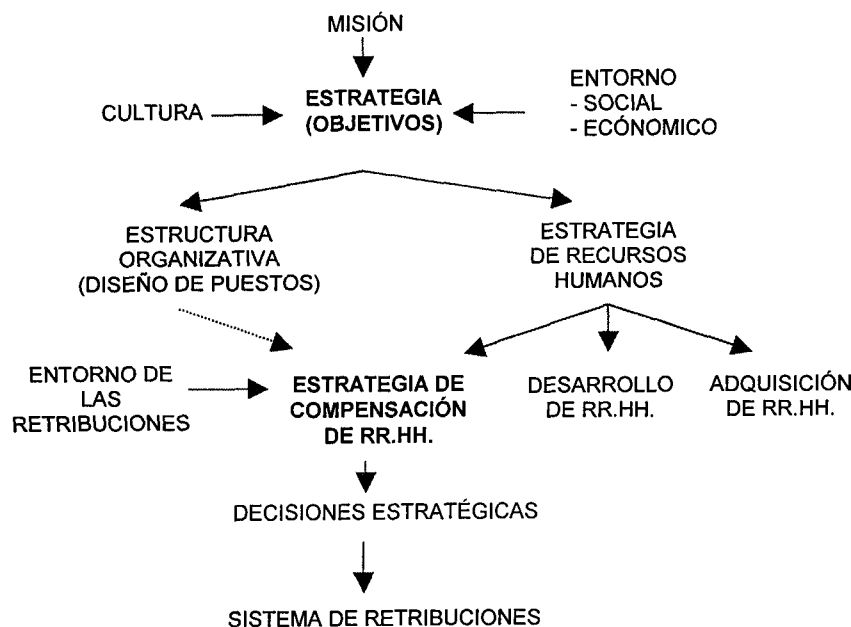 MISIÓN
CULTURA
ESTRATEGIA
(OBJETIVOS)
ENTORNO
- SOCIAL
- ECÓNOMICO
ESTRUCTURA
ORGANIZATIVA
(DISEÑO DE PUESTOS)
ESTRATEGIA
DE RECURSOS
HUMANOS
ENTORNO DE
LAS
RETRIBUCIONES
ESTRATEGIA DE
COMPENSACIÓN
DE RR.HH.
DESARROLLO
DE RR.HH.
ADQUISICIÓN
DE RR.HH.
DECISIONES ESTRATÉGICAS
SISTEMA DE RETRIBUCIONES